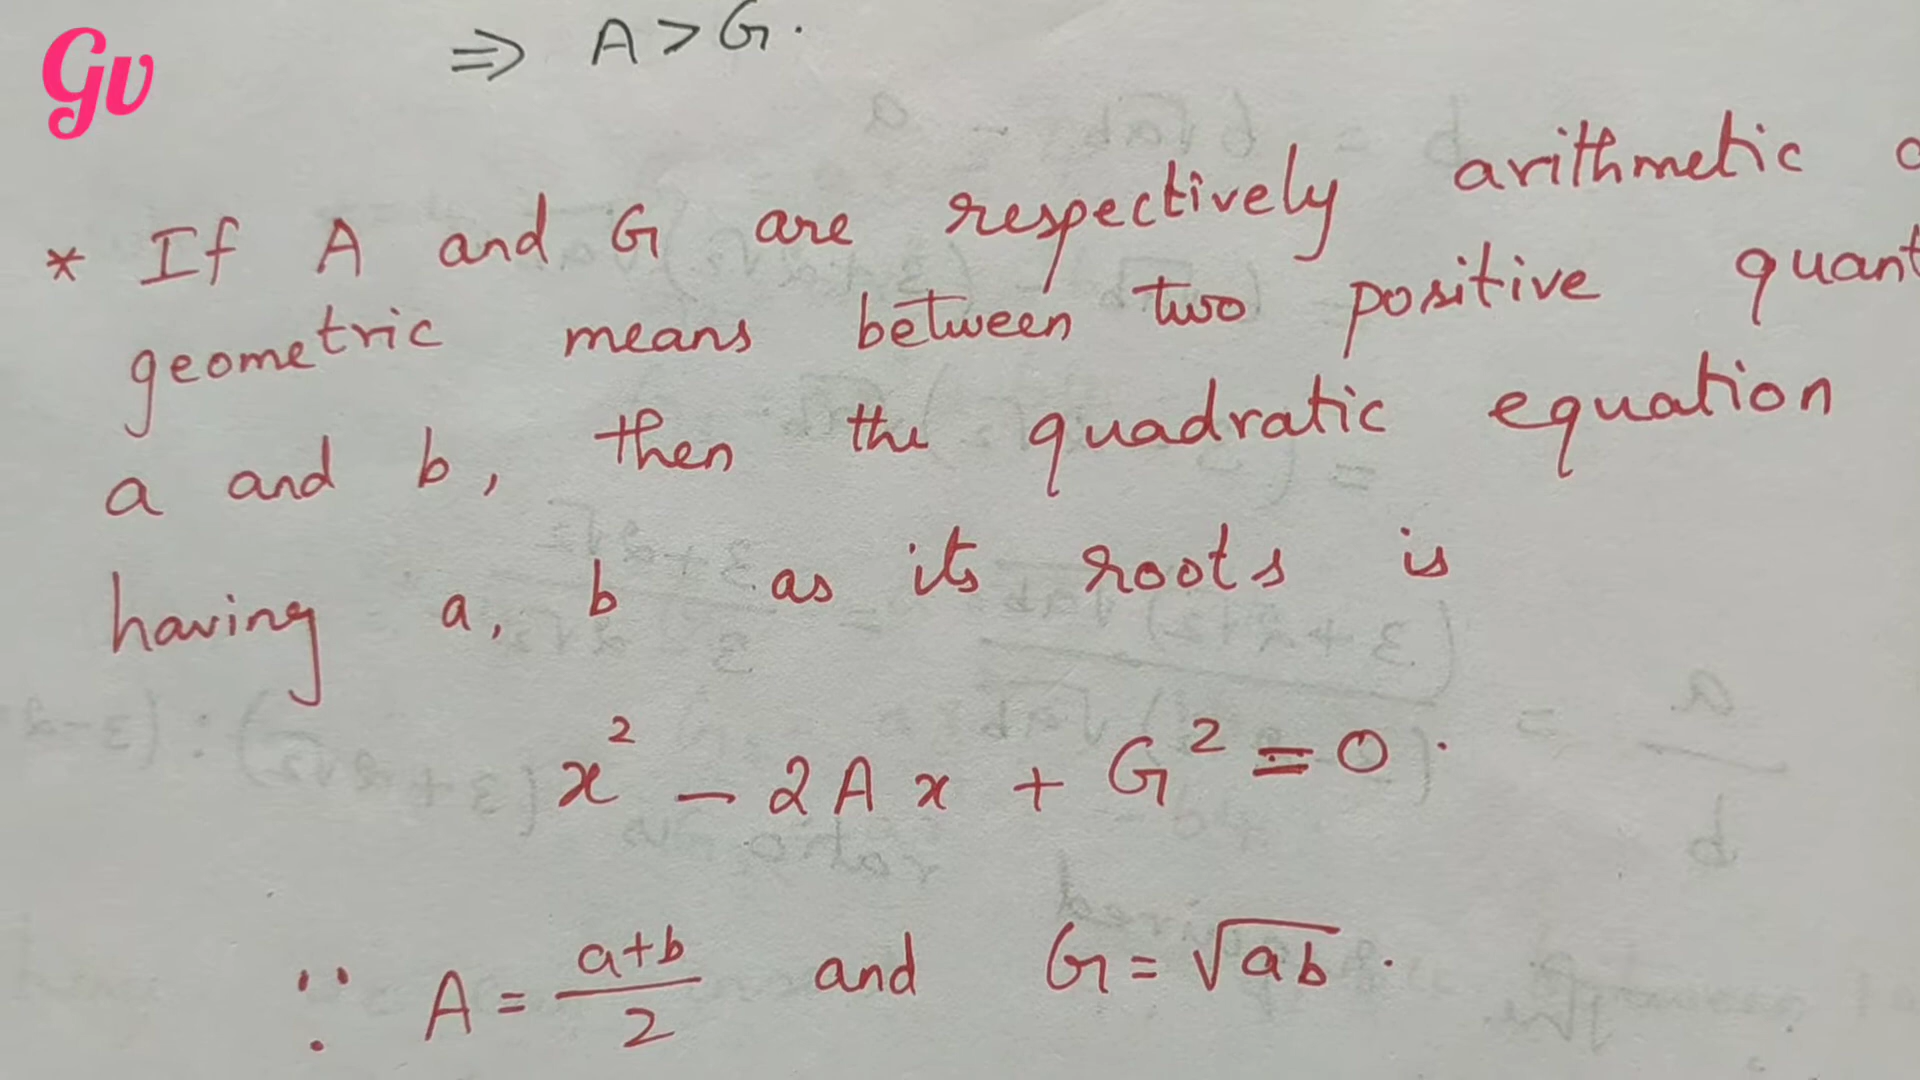 Gv
⇒ A > G.
* If A and G are respectively arithmetic
geometric means between two positive
a and b, then the quadratic equation
having a, b as its roots is
x² − 2Ax + G² = 0.
∵ A = (a+b)/2 and G = √ab.